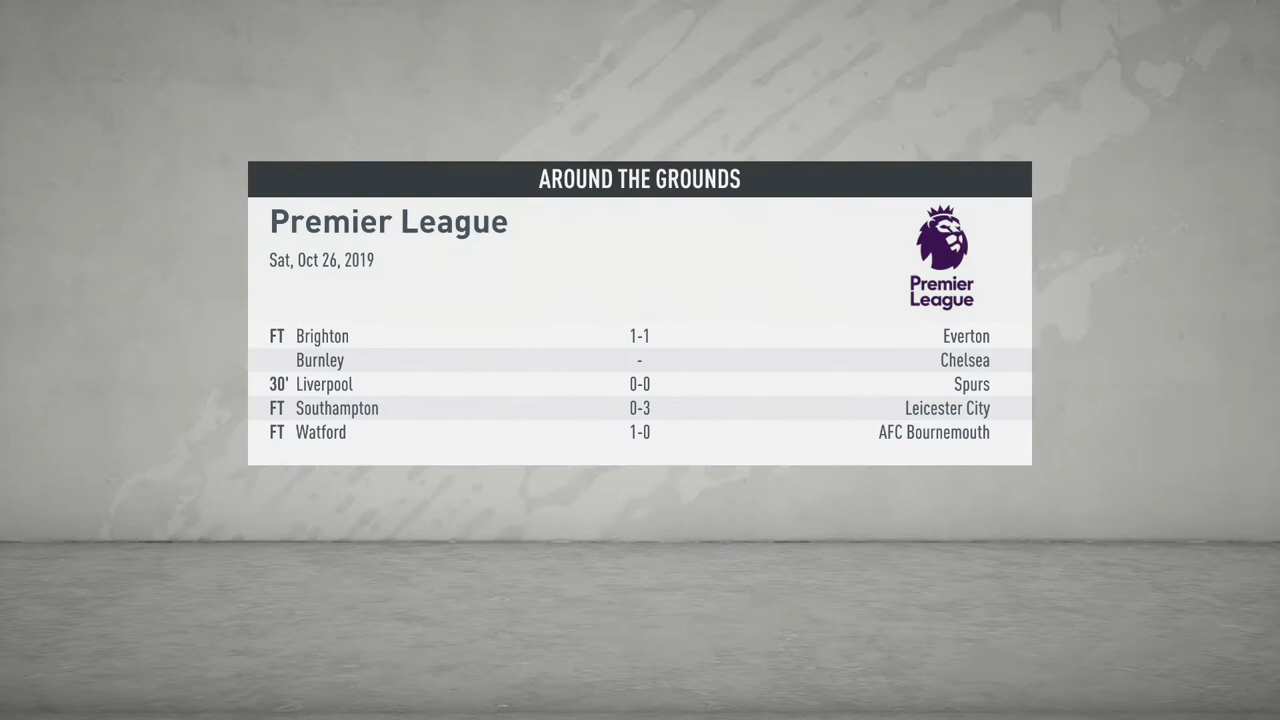 AROUND THE GROUNDS
Premier League
Sat, Oct 26, 2019
Premier
League
FT Brighton 1-1 Everton
Burnley - Chelsea
30' Liverpool 0-0 Spurs
FT Southampton 0-3 Leicester City
FT Watford 1-0 AFC Bournemouth